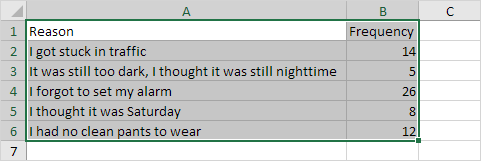 A B C
1 Reason Frequency
2 I got stuck in traffic 14
3 It was still too dark, I thought it was still nighttime 5
4 I forgot to set my alarm 26
5 I thought it was Saturday 8
6 I had no clean pants to wear 12
7